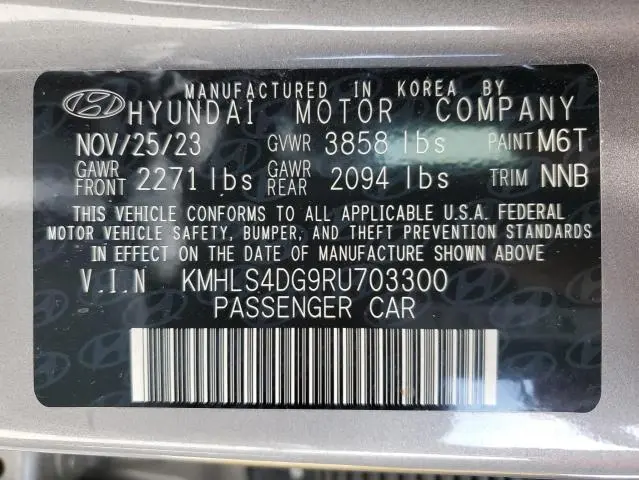 MANUFACTURED IN KOREA BY
HYUNDAI MOTOR COMPANY
NOV/25/23 GVWR 3858 lbs PAINT M6T
GAWR FRONT 2271 lbs GAWR REAR 2094 lbs TRIM NNB
THIS VEHICLE CONFORMS TO ALL APPLICABLE U.S.A. FEDERAL
MOTOR VEHICLE SAFETY, BUMPER, AND THEFT PREVENTION STANDARDS
IN EFFECT ON THE DATE OF MANUFACTURE SHOWN ABOVE
V.I.N KMHLS4DG9RU703300
PASSENGER CAR